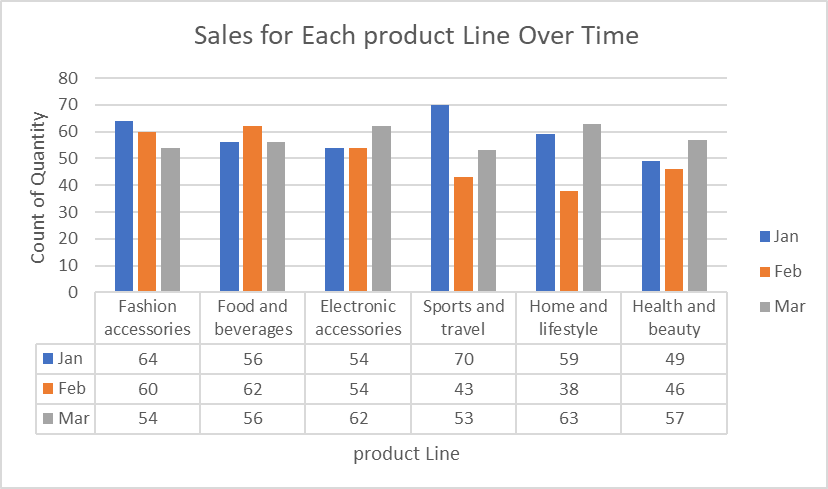 Sales for Each product Line Over Time
Count of Quantity
80
70
60
50
40
30
20
10
0
Fashion accessories Food and beverages Electronic accessories Sports and travel Home and lifestyle Health and beauty
Jan 64 56 54 70 59 49
Feb 60 62 54 43 38 46
Mar 54 56 62 53 63 57
product Line
Jan
Feb
Mar